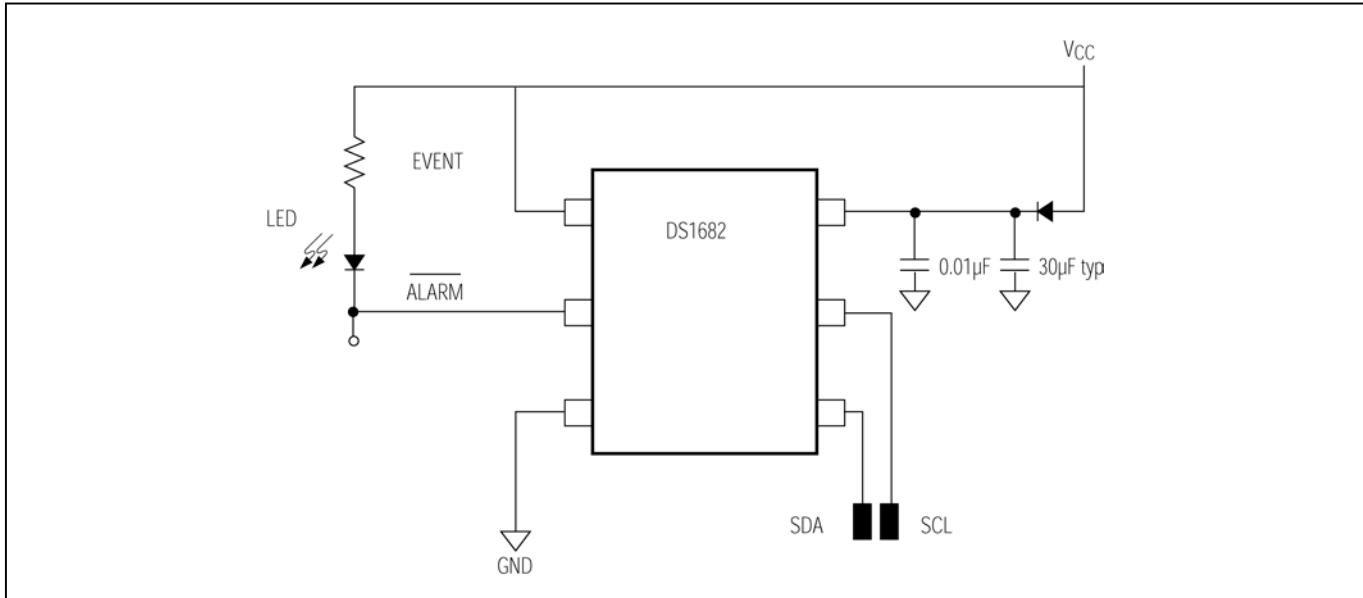 VCC
EVENT
LED
DS1682
0.01µF
30µF typ
ALARM
SDA
SCL
GND